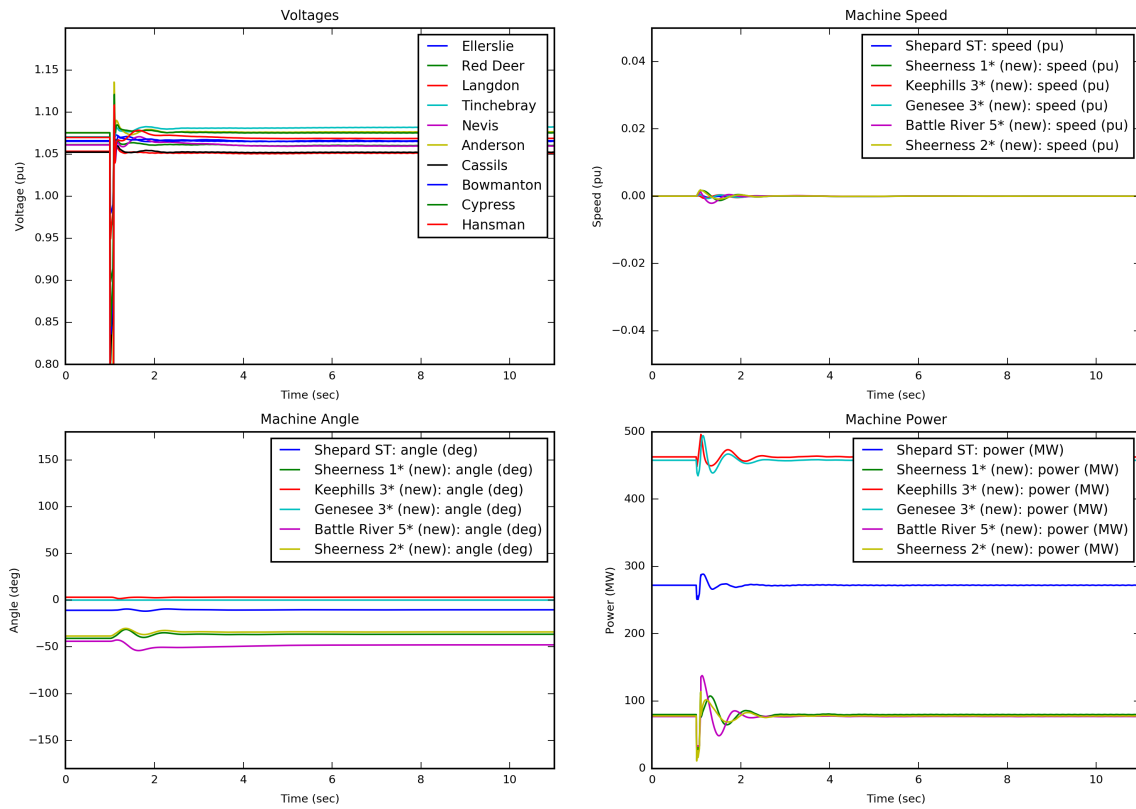 Voltages
1.15
1.10
1.05
1.00
0.95
0.90
0.85
0.80
Voltage (pu)
0 2 4 6 8 10
Time (sec)
Ellerslie
Red Deer
Langdon
Tinchebray
Nevis
Anderson
Cassils
Bowmanton
Cypress
Hansman
Machine Speed
0.04
0.02
0.00
−0.02
−0.04
Speed (pu)
0 2 4 6 8 10
Time (sec)
Shepard ST: speed (pu)
Sheerness 1* (new): speed (pu)
Keephills 3* (new): speed (pu)
Genesee 3* (new): speed (pu)
Battle River 5* (new): speed (pu)
Sheerness 2* (new): speed (pu)
Machine Angle
150
100
50
0
−50
−100
−150
Angle (deg)
0 2 4 6 8 10
Time (sec)
Shepard ST: angle (deg)
Sheerness 1* (new): angle (deg)
Keephills 3* (new): angle (deg)
Genesee 3* (new): angle (deg)
Battle River 5* (new): angle (deg)
Sheerness 2* (new): angle (deg)
Machine Power
500
400
300
200
100
0
Power (MW)
0 2 4 6 8 10
Time (sec)
Shepard ST: power (MW)
Sheerness 1* (new): power (MW)
Keephills 3* (new): power (MW)
Genesee 3* (new): power (MW)
Battle River 5* (new): power (MW)
Sheerness 2* (new): power (MW)